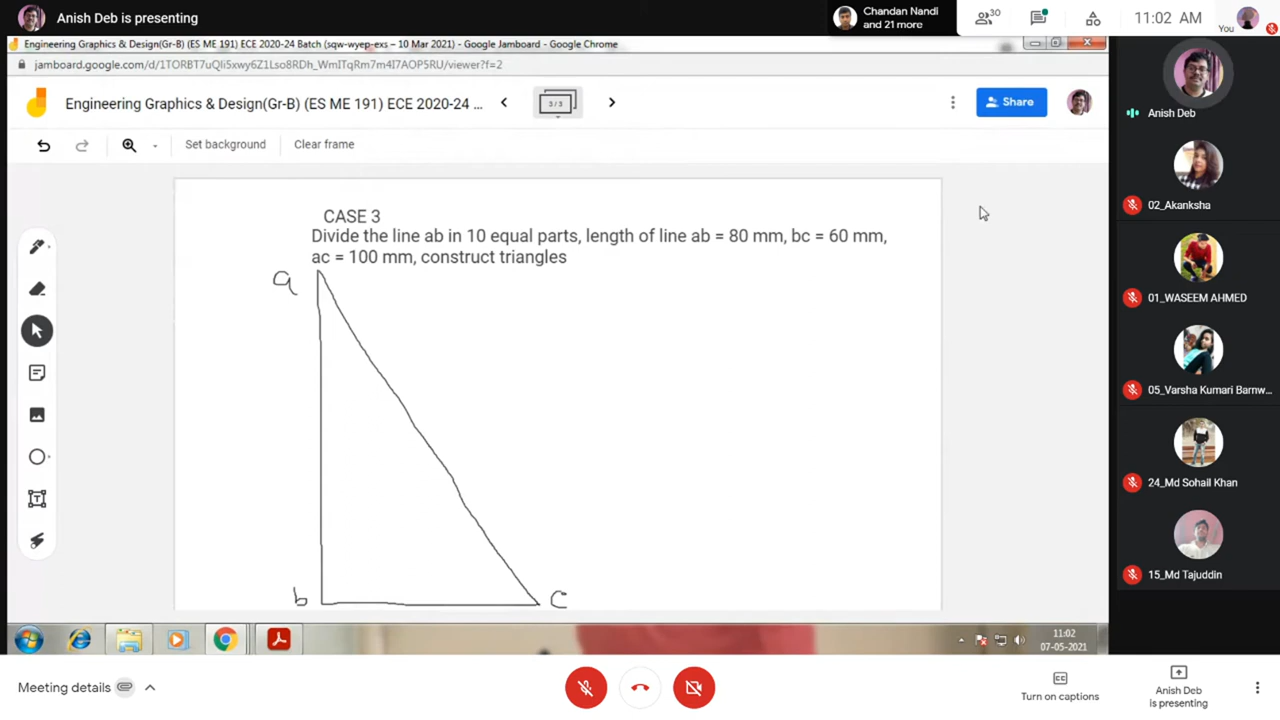 Anish Deb is presenting
Chandan Nandi
and 21 more
30
11:02 AM
You
Engineering Graphics & Design(Gr-B) (ES ME 191) ECE 2020-24 Batch (sqw-wyep-exs – 10 Mar 2021) - Google Jamboard - Google Chrome
jamboard.google.com/d/1TORBT7uQli5xwy6Z1Lso8RDh_WmITqRm7m4I7AOP5RU/viewer?f=2
Engineering Graphics & Design(Gr-B) (ES ME 191) ECE 2020-24 ...
3 / 3
Share
Set background
Clear frame
CASE 3
Divide the line ab in 10 equal parts, length of line ab = 80 mm, bc = 60 mm,
ac = 100 mm, construct triangles
a
b
c
Anish Deb
02_Akanksha
01_WASEEM AHMED
05_Varsha Kumari Barnw...
24_Md Sohail Khan
15_Md Tajuddin
11:02
07-05-2021
Meeting details
Turn on captions
Anish Deb
is presenting